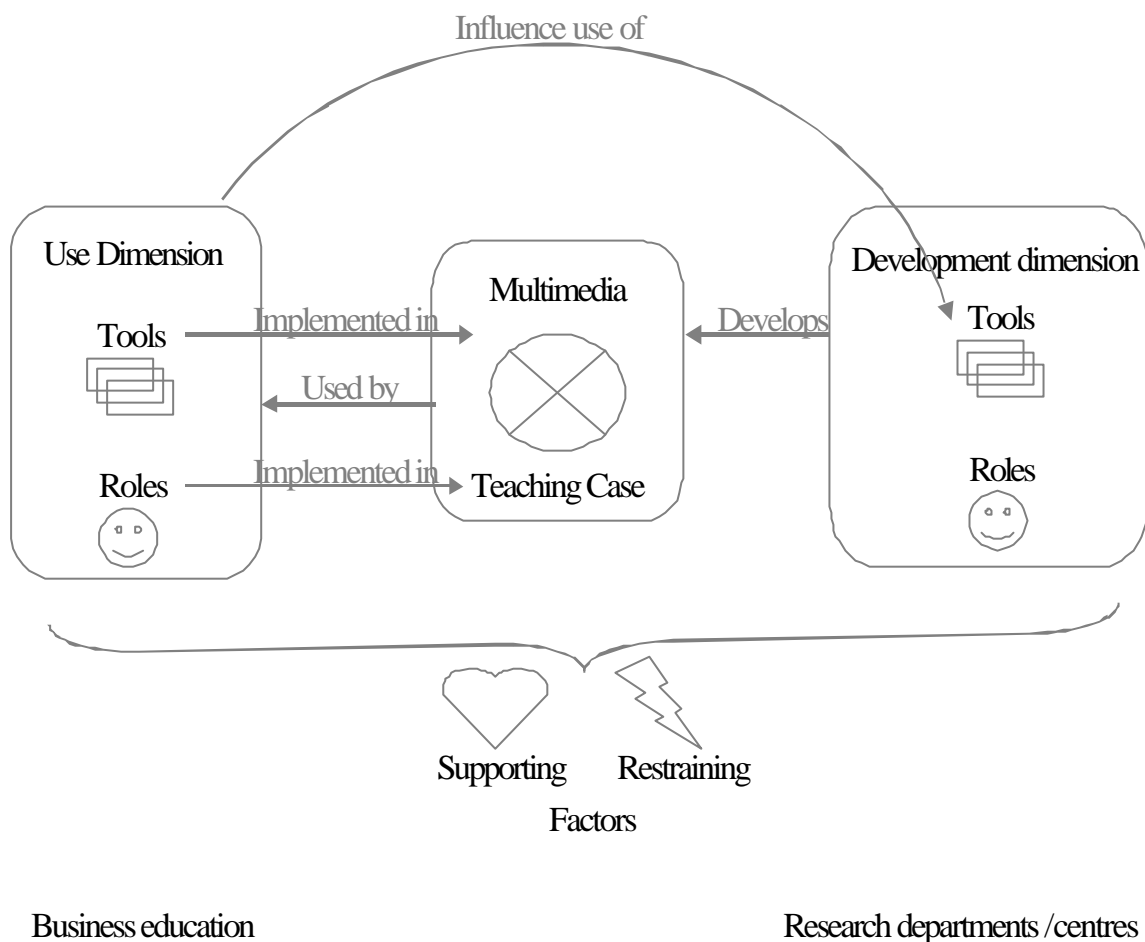 Influence use of
Use Dimension
Multimedia
Development dimension
Implemented in
Develops
Tools
Tools
Used by
Implemented in
Roles
Teaching Case
Roles
Supporting
Restraining
Factors
Business education
Research departments /centres